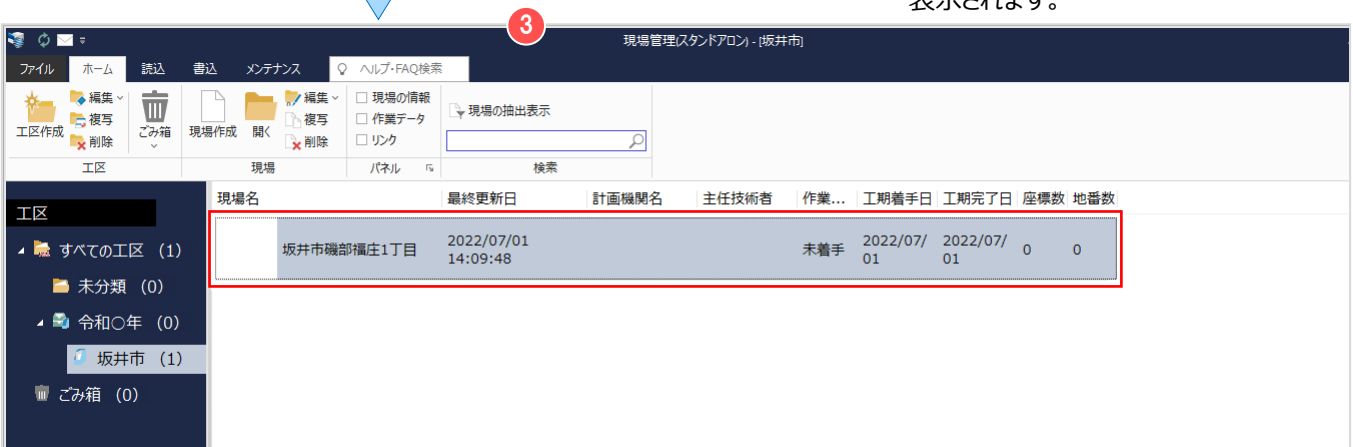 表示されます。
3
現場管理(スタンドアロン) - [坂井市]
ファイル ホーム 読込 書込 メンテナンス ヘルプ・FAQ検索
工区作成 編集 複写 削除 ごみ箱 現場作成 開く 編集 複写 削除 現場の情報 作業データ リンク 現場の抽出表示
工区 現場 パネル 検索
工区
すべての工区 (1)
未分類 (0)
令和○年 (0)
坂井市 (1)
ごみ箱 (0)
現場名 最終更新日 計画機関名 主任技術者 作業... 工期着手日 工期完了日 座標数 地番数
坂井市磯部福庄1丁目 2022/07/01 14:09:48 未着手 2022/07/01 2022/07/01 0 0